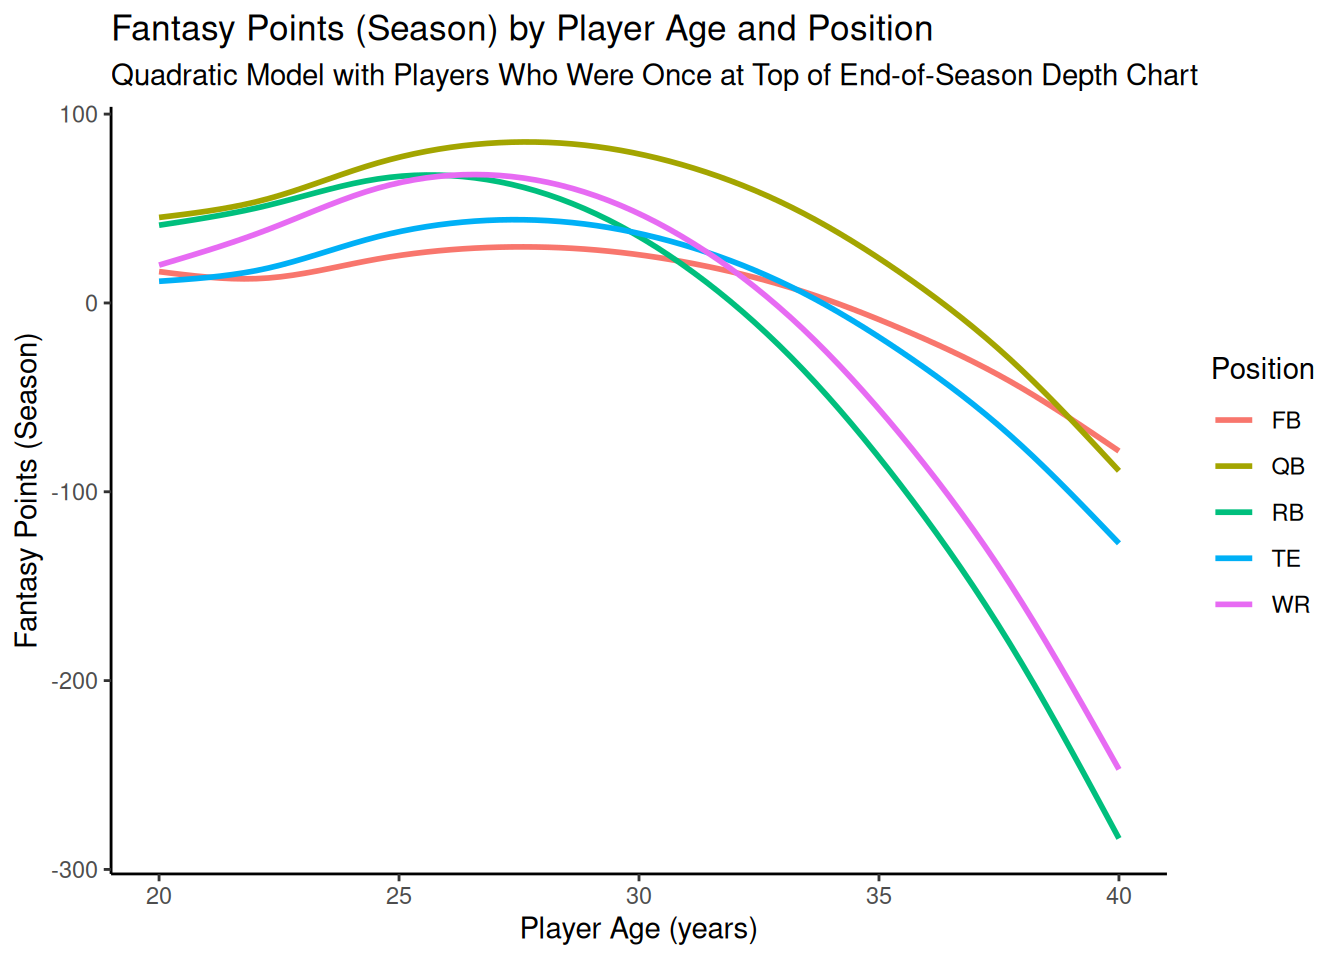 Fantasy Points (Season) by Player Age and Position
Quadratic Model with Players Who Were Once at Top of End-of-Season Depth Chart
100
0
-100
-200
-300
Fantasy Points (Season)
20 25 30 35 40
Player Age (years)
Position
FB
QB
RB
TE
WR